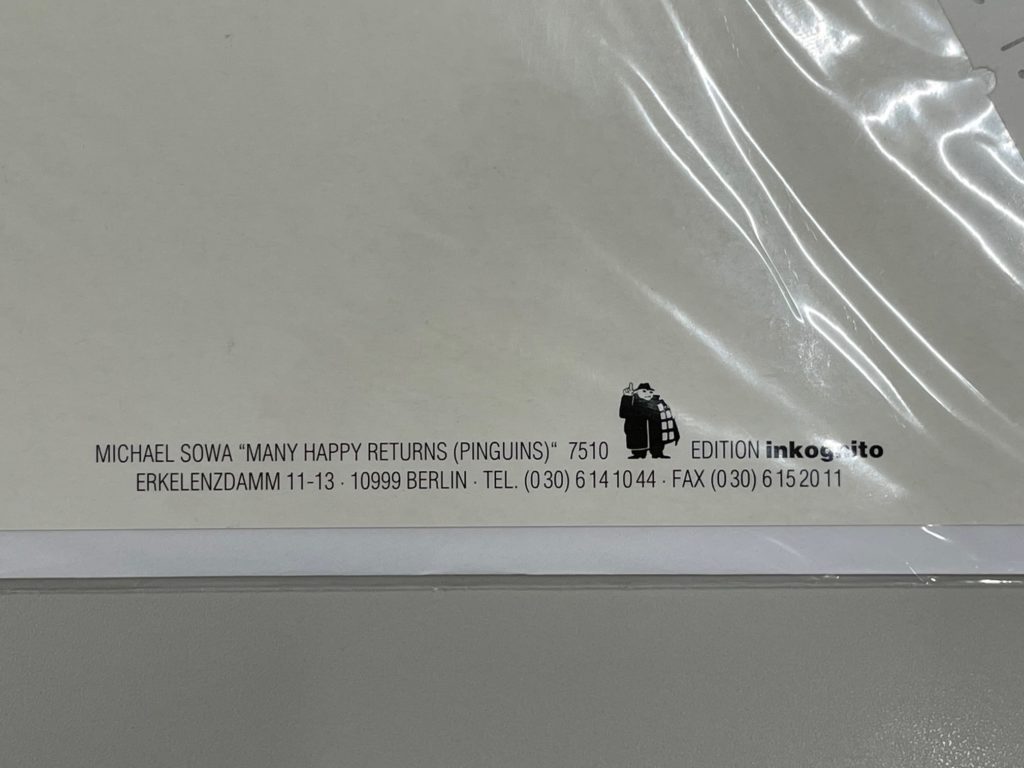 MICHAEL SOWA “MANY HAPPY RETURNS (PINGUINS)“ 7510 EDITION inkognito
ERKELENZDAMM 11-13 · 10999 BERLIN · TEL. (0 30) 6 14 10 44 · FAX (0 30) 6 15 20 11